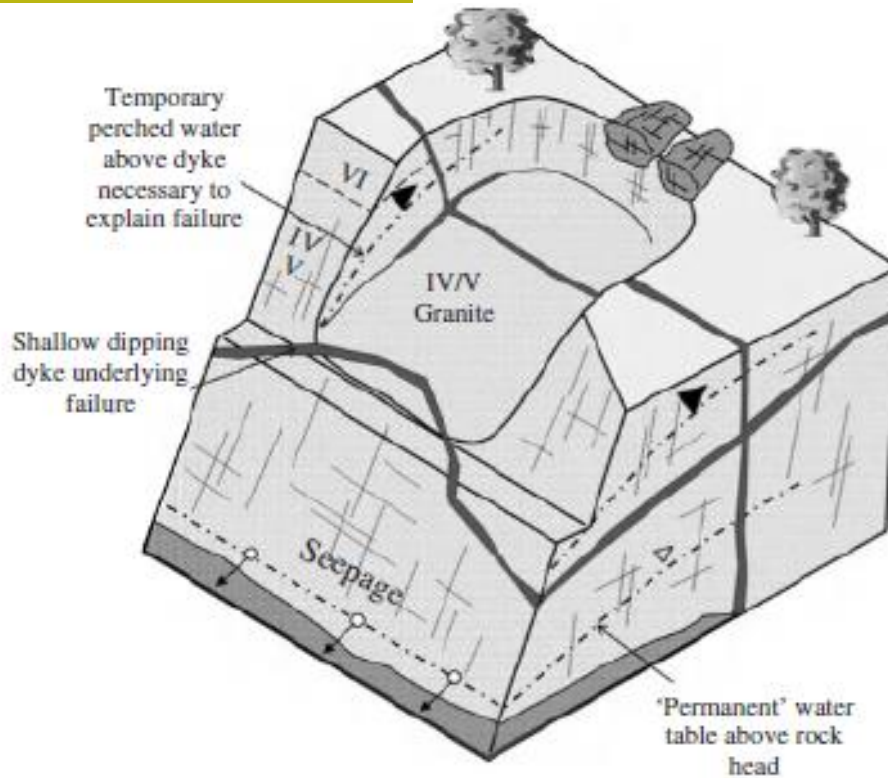 Temporary
perched water
above dyke
necessary to
explain failure
VI
IV
V
IV/V
Granite
Shallow dipping
dyke underlying
failure
Seepage
‘Permanent’ water
table above rock
head